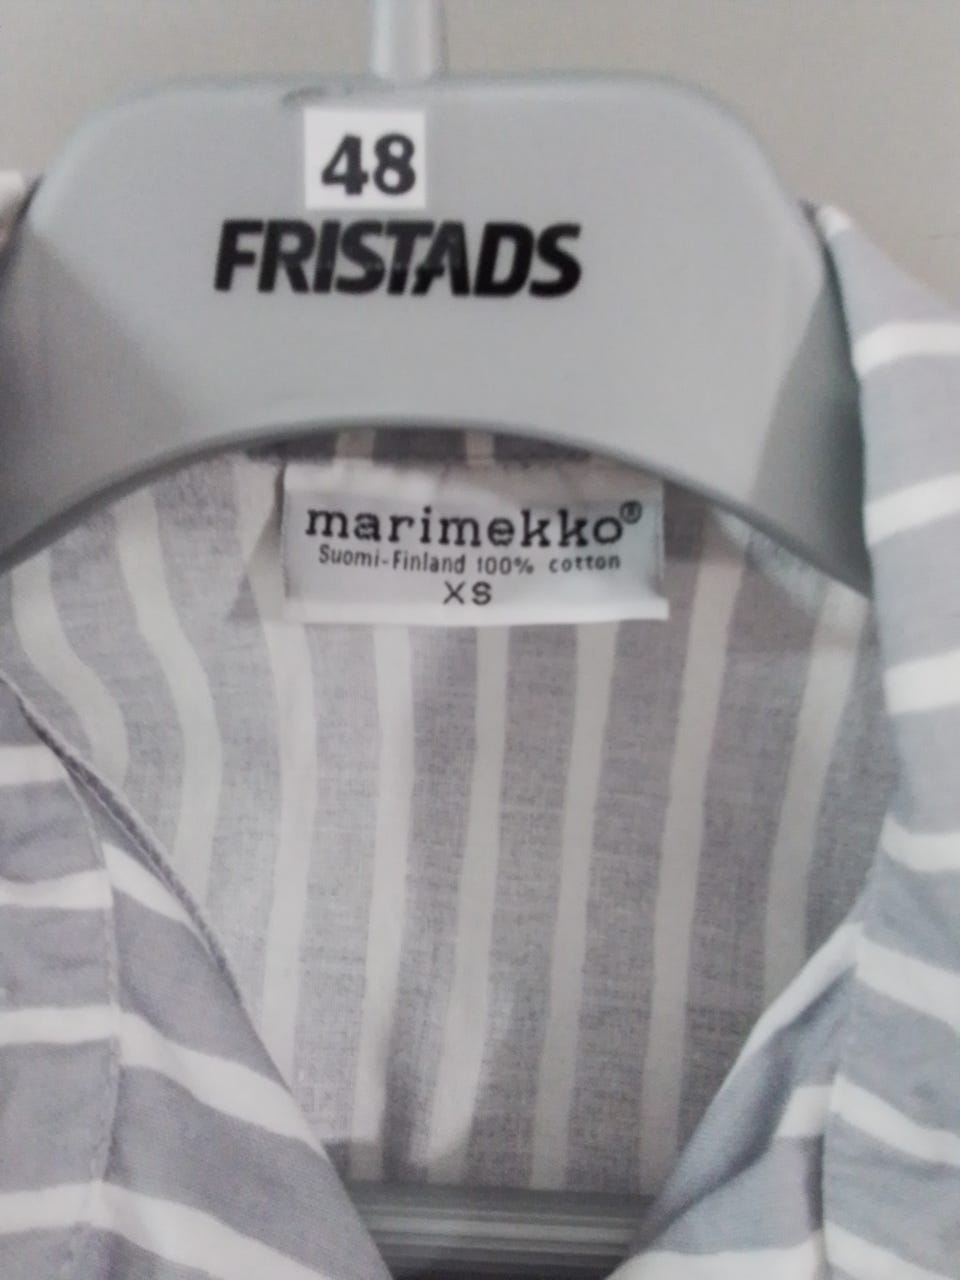 48
FRISTADS
marimekko®
Suomi-Finland 100% cotton
XS